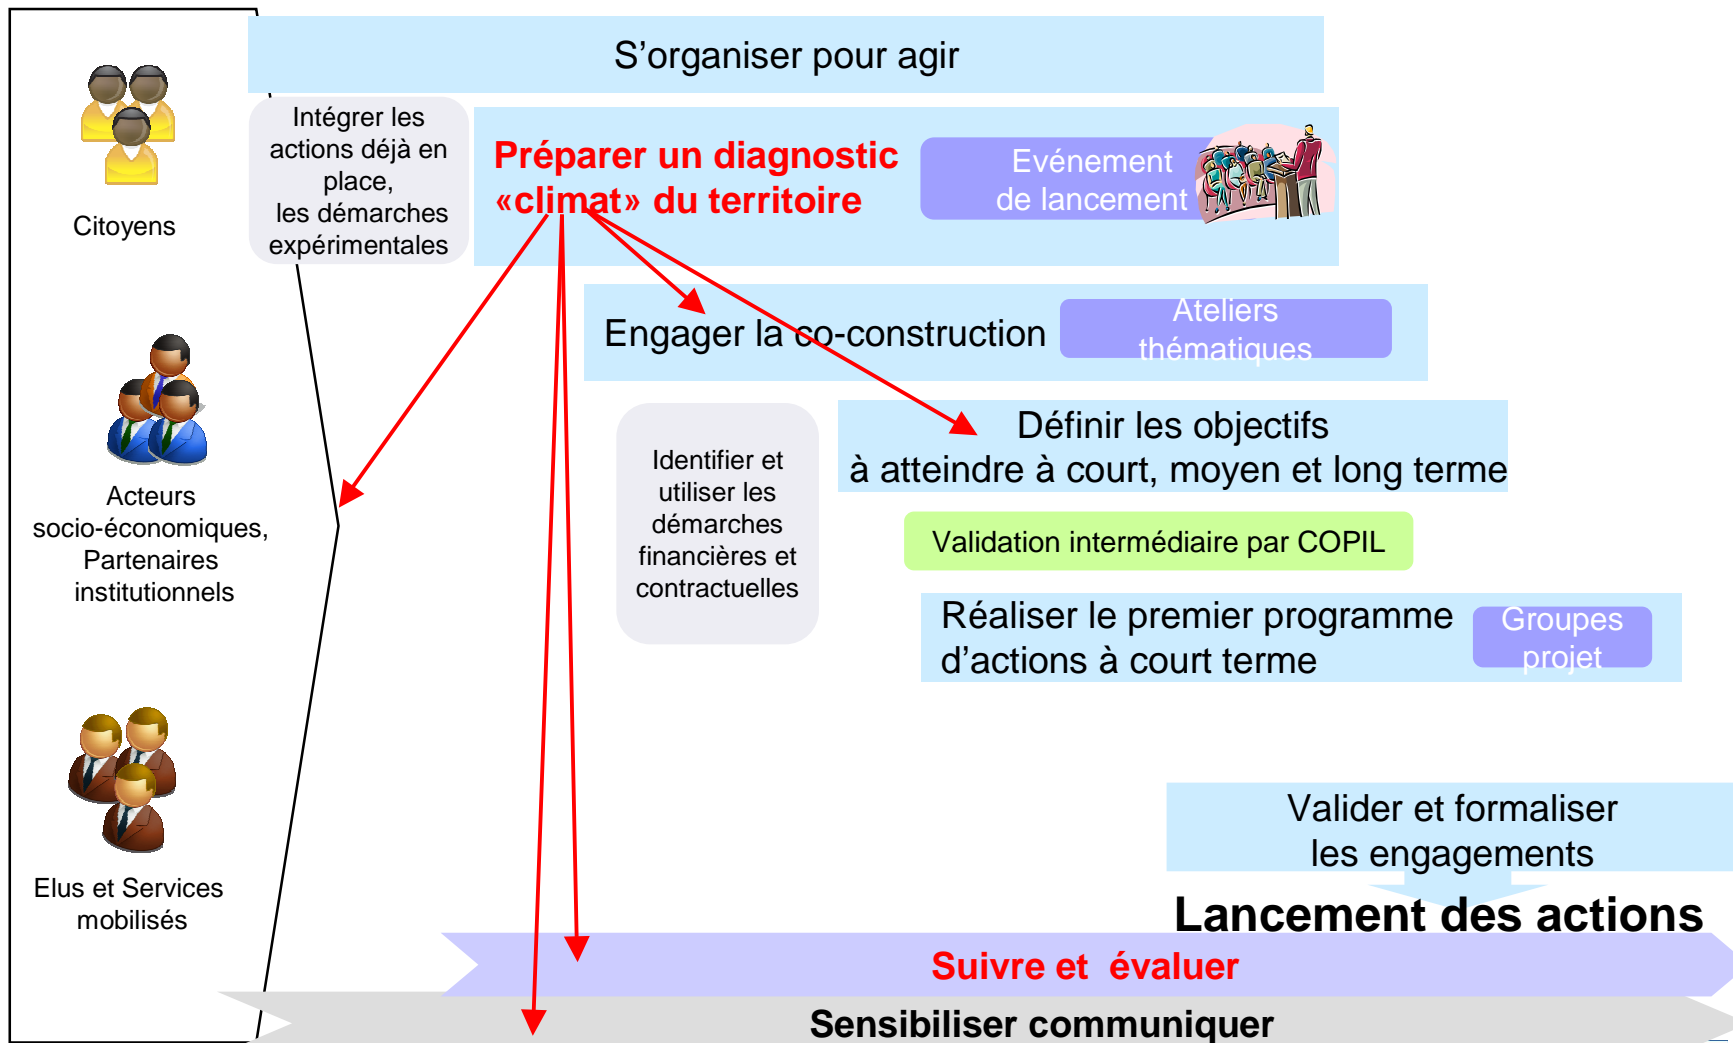 S’organiser pour agir
Citoyens
Intégrer les
actions déjà en
place,
les démarches
expérimentales
Préparer un diagnostic
«climat» du territoire
Evénement
de lancement
Engager la co-construction
Ateliers
thématiques
Acteurs
socio-économiques,
Partenaires
institutionnels
Identifier et
utiliser les
démarches
financières et
contractuelles
Définir les objectifs
à atteindre à court, moyen et long terme
Validation intermédiaire par COPIL
Réaliser le premier programme
d’actions à court terme
Groupes
projet
Elus et Services
mobilisés
Valider et formaliser
les engagements
Lancement des actions
Suivre et évaluer
Sensibiliser communiquer